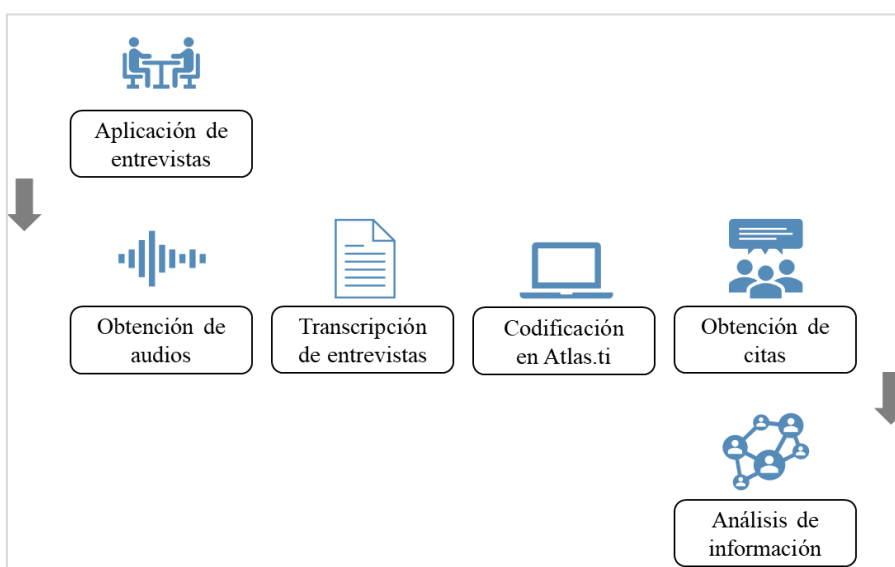 Aplicación de
entrevistas
Obtención de
audios
Transcripción
de entrevistas
Codificación
en Atlas.ti
Obtención de
citas
Análisis de
información